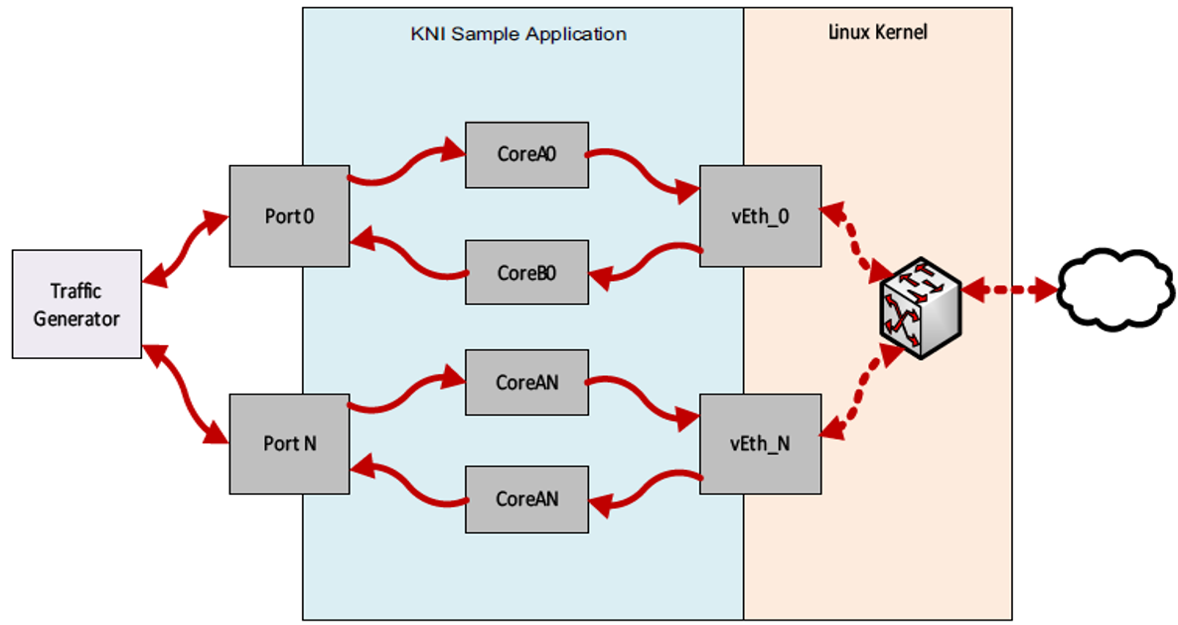 KNI Sample Application
Linux Kernel
CoreA0
Port 0
vEth_0
CoreB0
Traffic
Generator
CoreAN
Port N
vEth_N
CoreAN